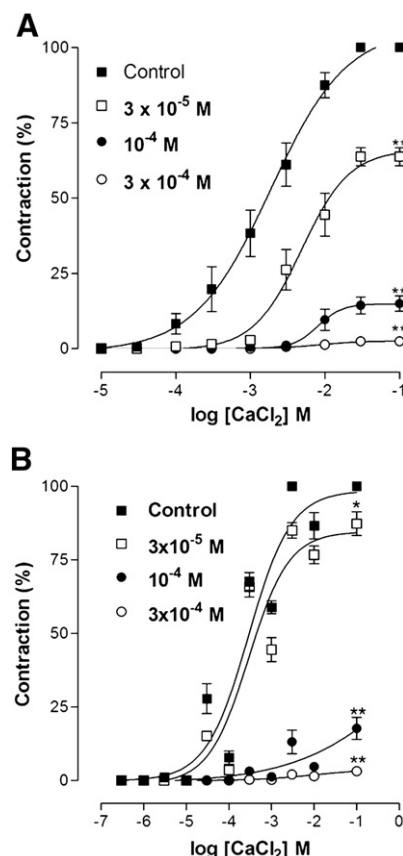 A
Contraction (%)
100
75
50
25
0
■ Control
□ 3 x 10⁻⁵ M
● 10⁻⁴ M
○ 3 x 10⁻⁴ M
**
**
**
-5 -4 -3 -2 -1
log [CaCl₂] M
B
Contraction (%)
100
75
50
25
0
■ Control
□ 3x10⁻⁵ M
● 10⁻⁴ M
○ 3x10⁻⁴ M
*
**
**
-7 -6 -5 -4 -3 -2 -1 0
log [CaCl₂] M